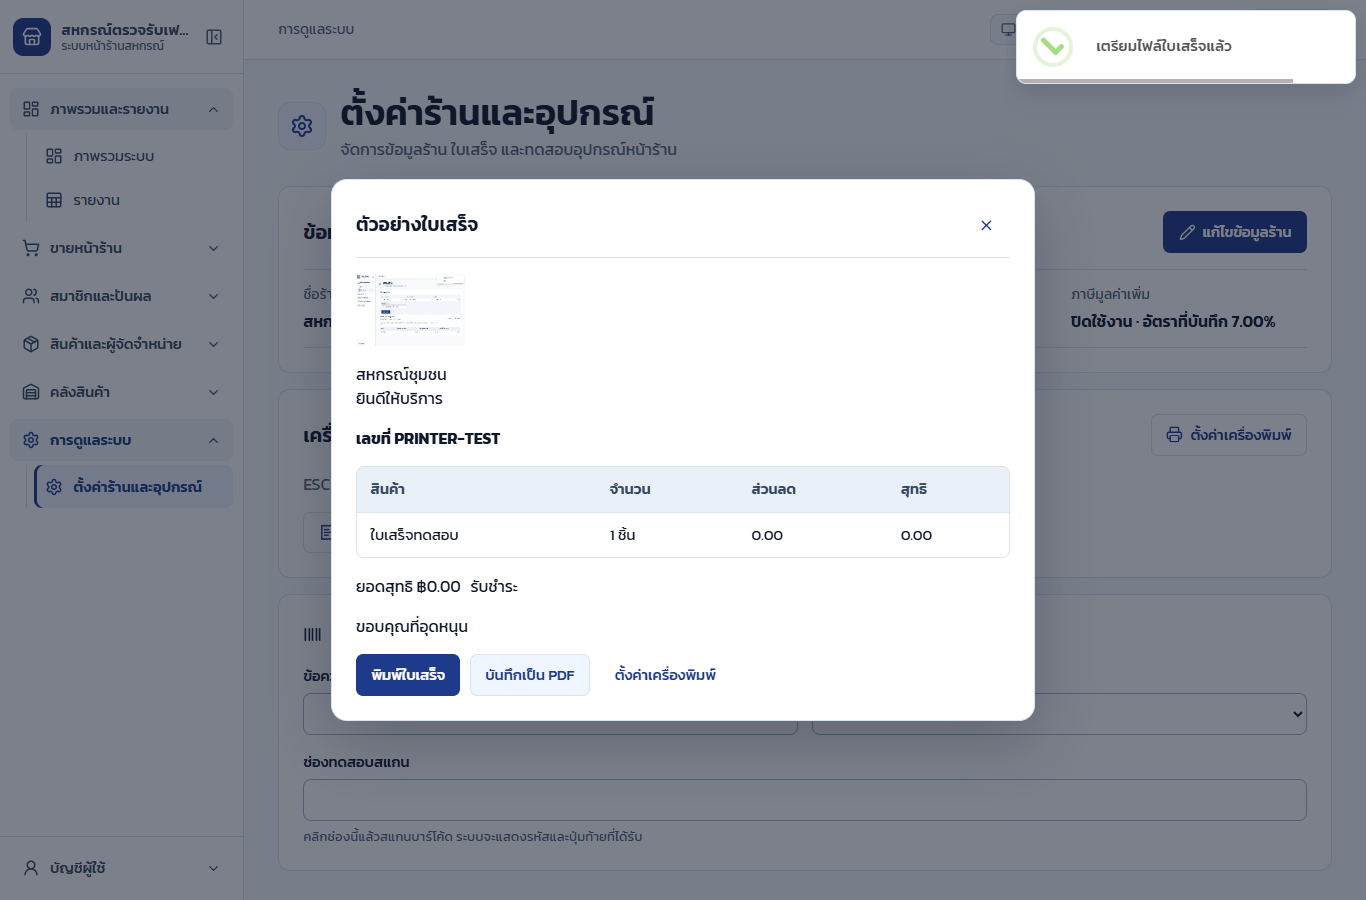 สหกรณ์ตรวจรับเฟ...
ระบบหน้าร้านสหกรณ์
ภาพรวมและรายงาน
ภาพรวมระบบ
รายงาน
ขายหน้าร้าน
สมาชิกและปันผล
สินค้าและผู้จัดจำหน่าย
คลังสินค้า
การดูแลระบบ
ตั้งค่าร้านและอุปกรณ์
บัญชีผู้ใช้
การดูแลระบบ
เตรียมไฟล์ใบเสร็จแล้ว
ตั้งค่าร้านและอุปกรณ์
จัดการข้อมูลร้าน ใบเสร็จ และทดสอบอุปกรณ์หน้าร้าน
แก้ไขข้อมูลร้าน
ภาษีมูลค่าเพิ่ม
ปิดใช้งาน · อัตราที่บันทึก 7.00%
ตั้งค่าเครื่องพิมพ์
ESC
ตัวอย่างใบเสร็จ
สหกรณ์ชุมชน
ยินดีให้บริการ
เลขที่ PRINTER-TEST
สินค้า จำนวน ส่วนลด สุทธิ
ใบเสร็จทดสอบ 1 ชิ้น 0.00 0.00
ยอดสุทธิ ฿0.00 รับชำระ
ขอบคุณที่อุดหนุน
พิมพ์ใบเสร็จ บันทึกเป็น PDF ตั้งค่าเครื่องพิมพ์
ช่องทดสอบสแกน
คลิกช่องนี้แล้วสแกนบาร์โค้ด ระบบจะแสดงรหัสและปุ่มท้ายที่ได้รับ